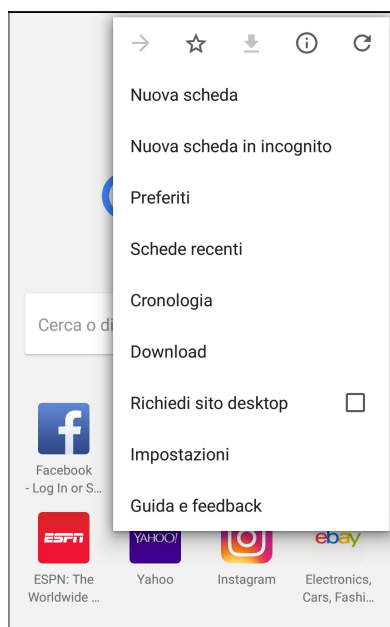 Nuova scheda
Nuova scheda in incognito
Preferiti
Schede recenti
Cronologia
Cerca o di
Download
Richiedi sito desktop
Impostazioni
Guida e feedback
Facebook
- Log In or S...
ESPN
YAHOO!
ebay
ESPN: The
Worldwide ...
Yahoo
Instagram
Electronics,
Cars, Fashi...